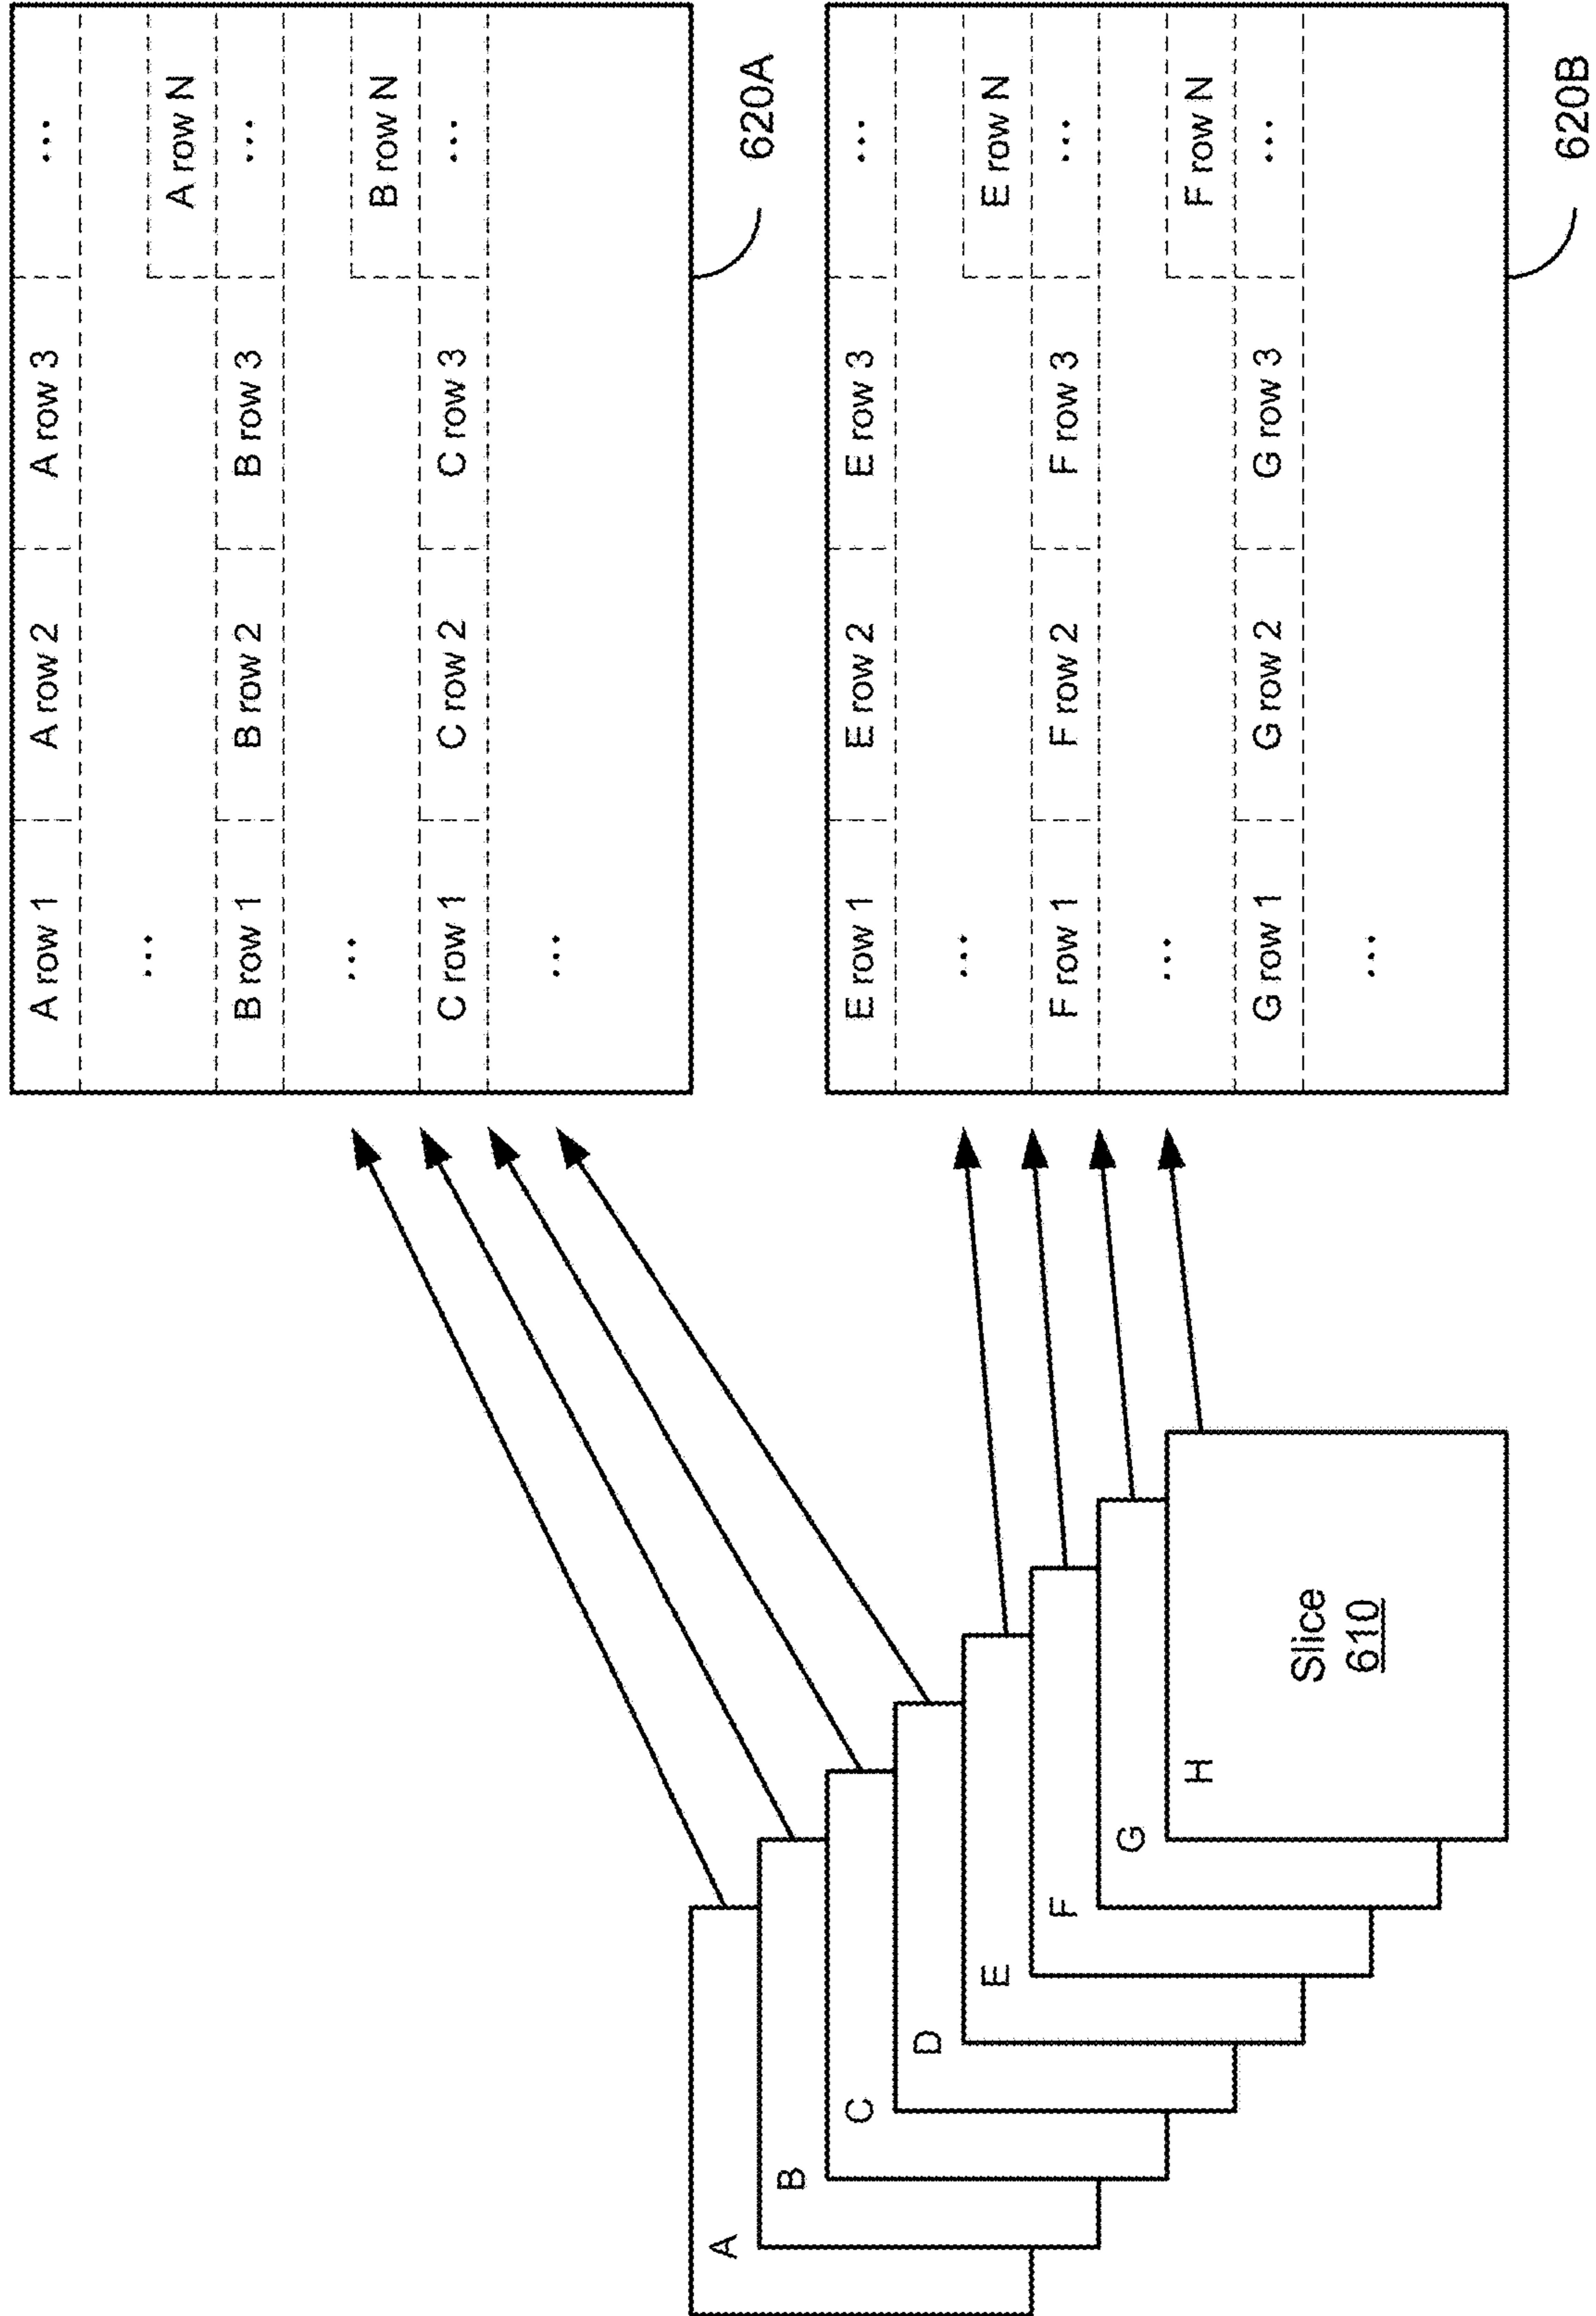 A row 1 A row 2 A row 3 ...
...
A row N
B row 1 B row 2 B row 3 ...
...
B row N
C row 1 C row 2 C row 3 ...
...
620A
E row 1 E row 2 E row 3 ...
...
E row N
F row 1 F row 2 F row 3 ...
...
F row N
G row 1 G row 2 G row 3 ...
...
620B
A
B
C
D
E
F
G
H
Slice
610